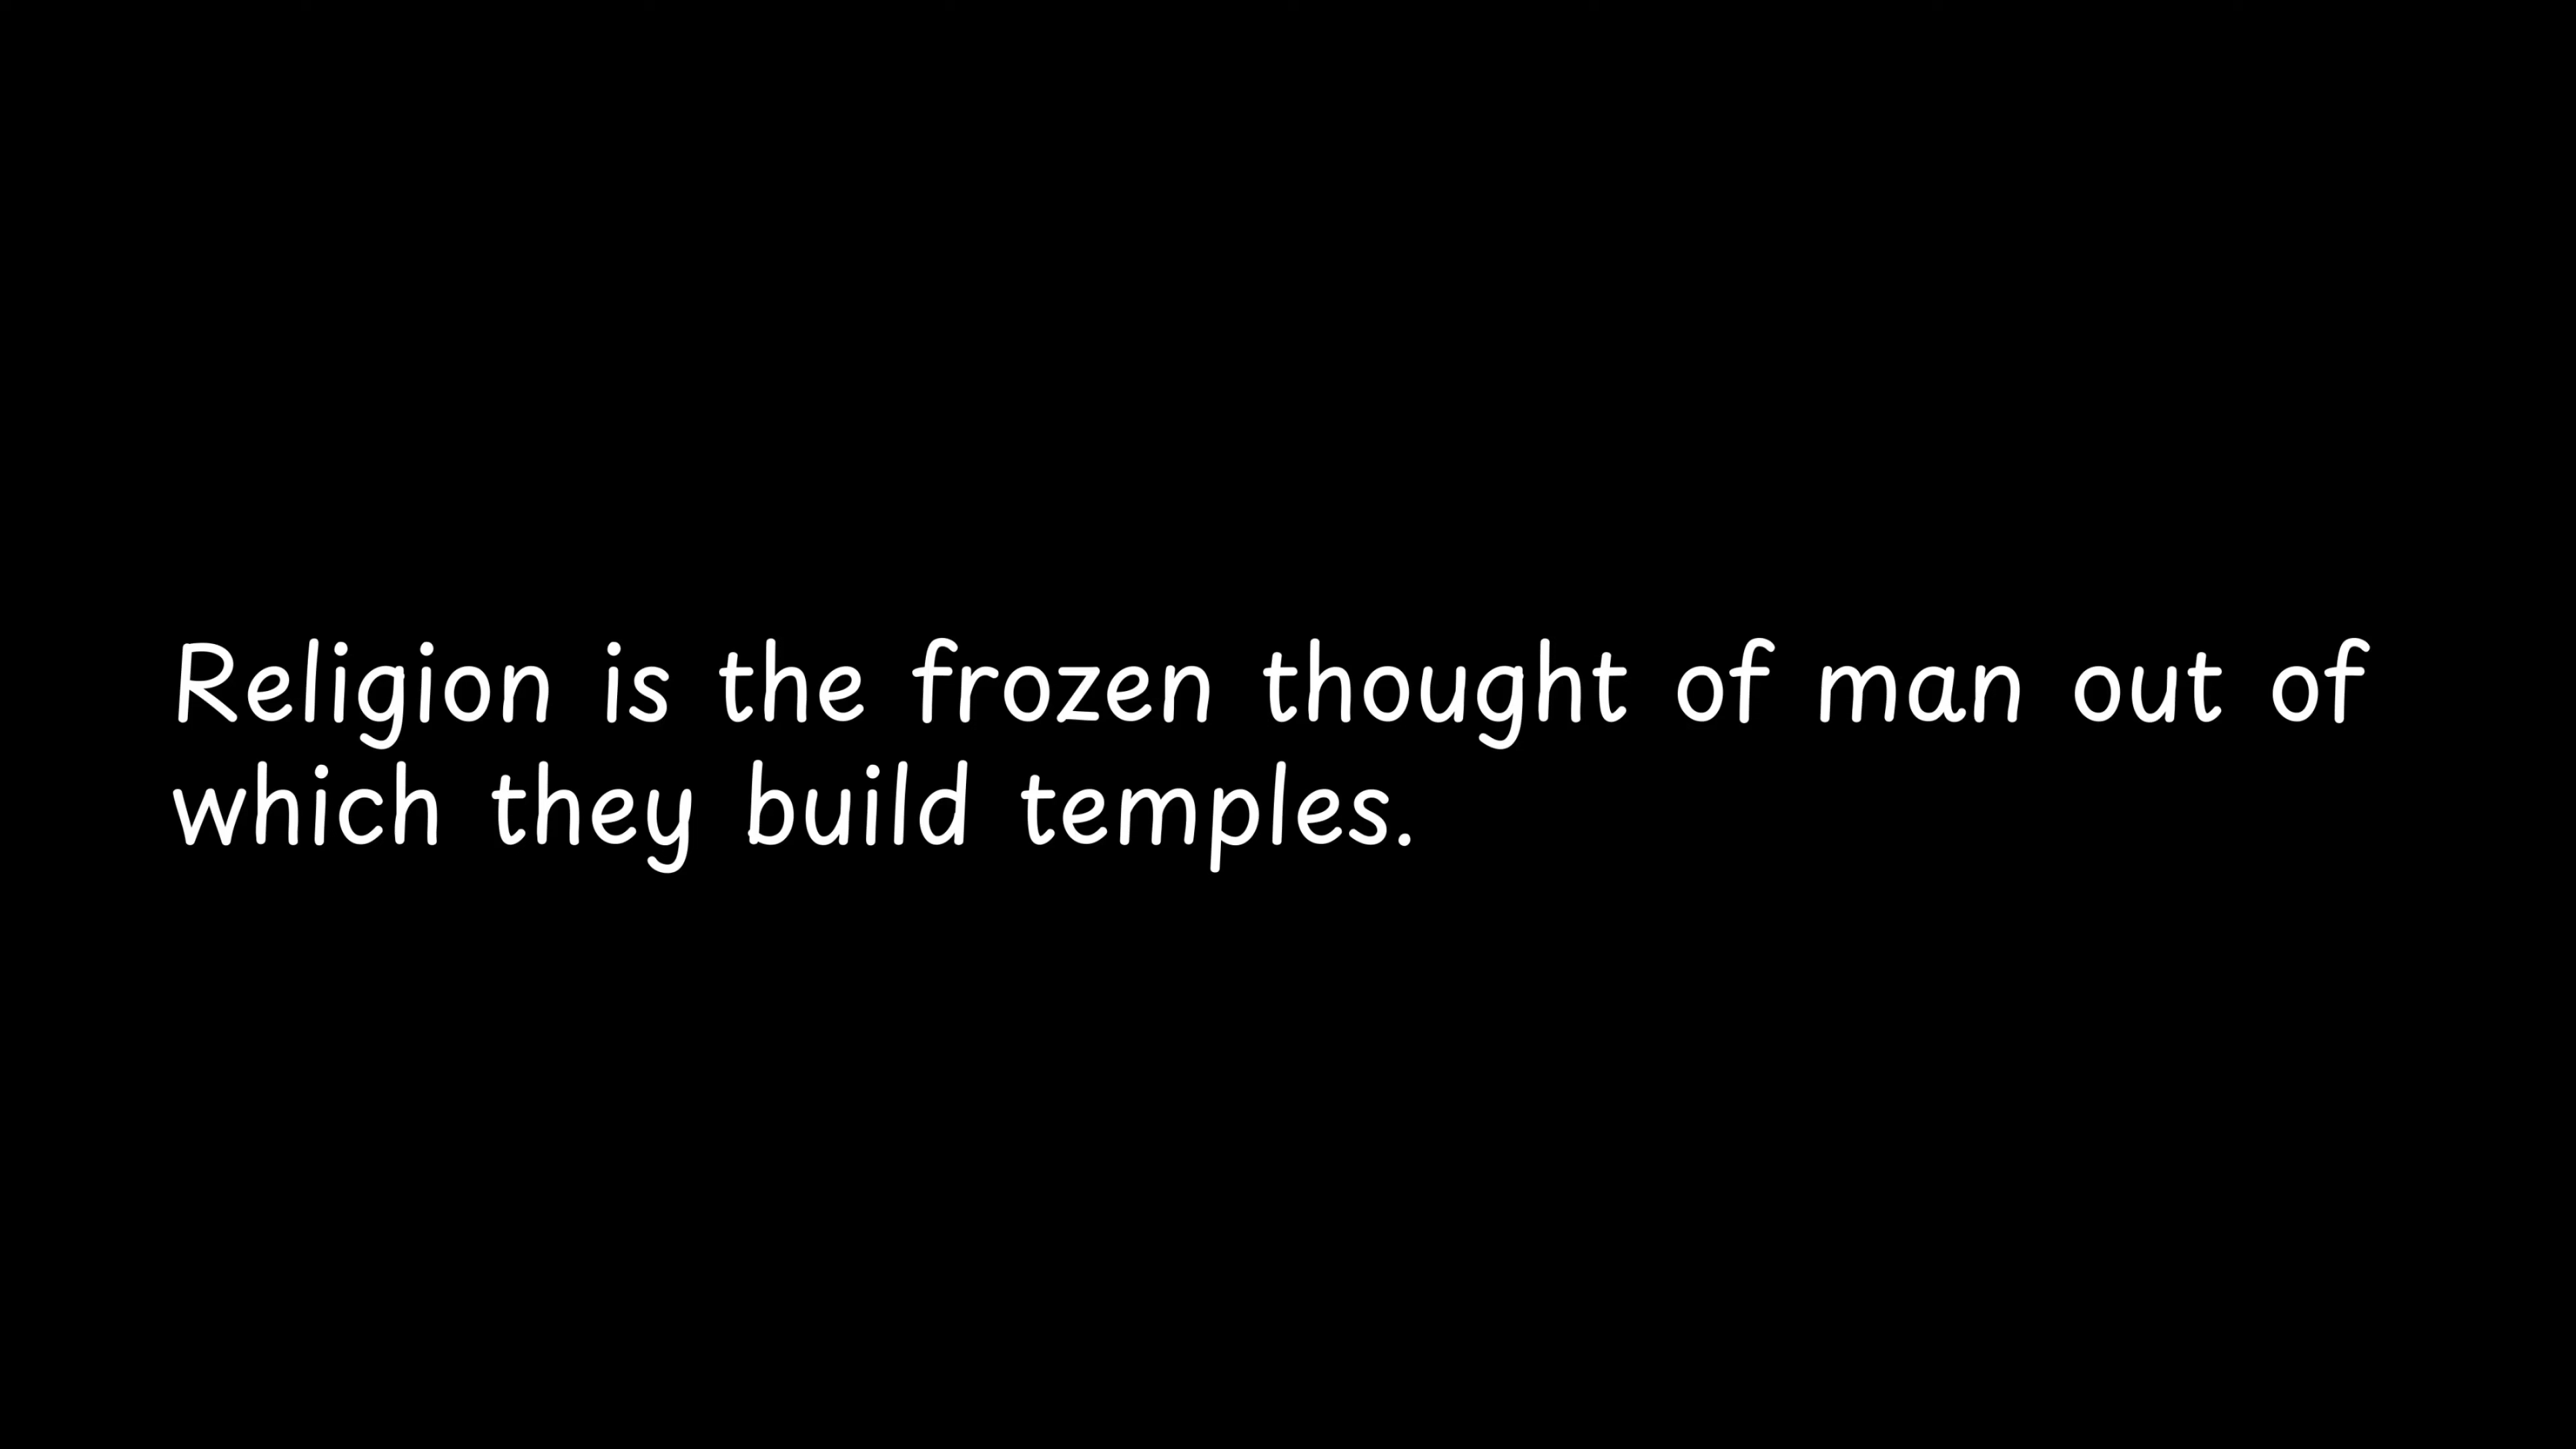 Religion is the frozen thought of man out of
which they build temples.